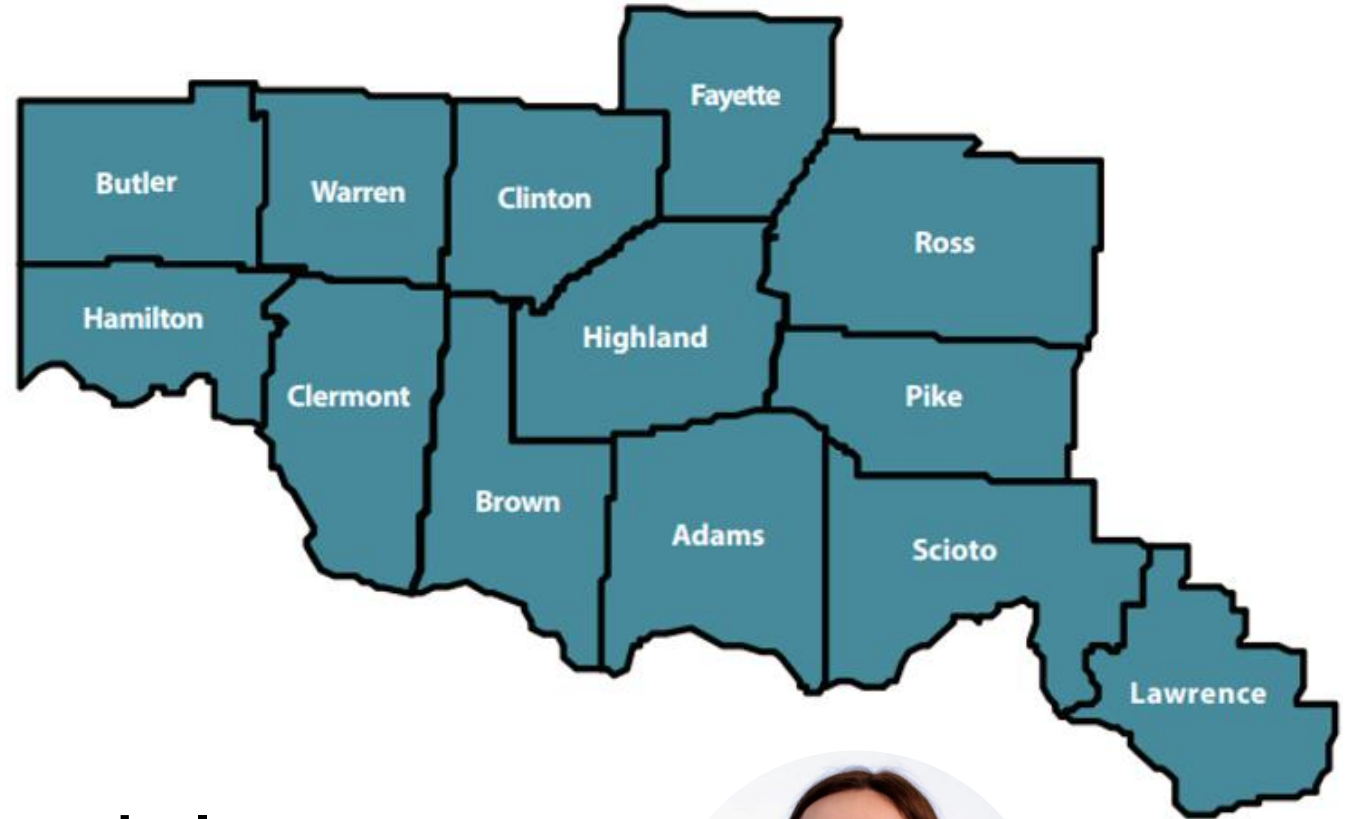 Fayette
Butler
Warren
Clinton
Ross
Hamilton
Highland
Clermont
Pike
Brown
Adams
Scioto
Lawrence